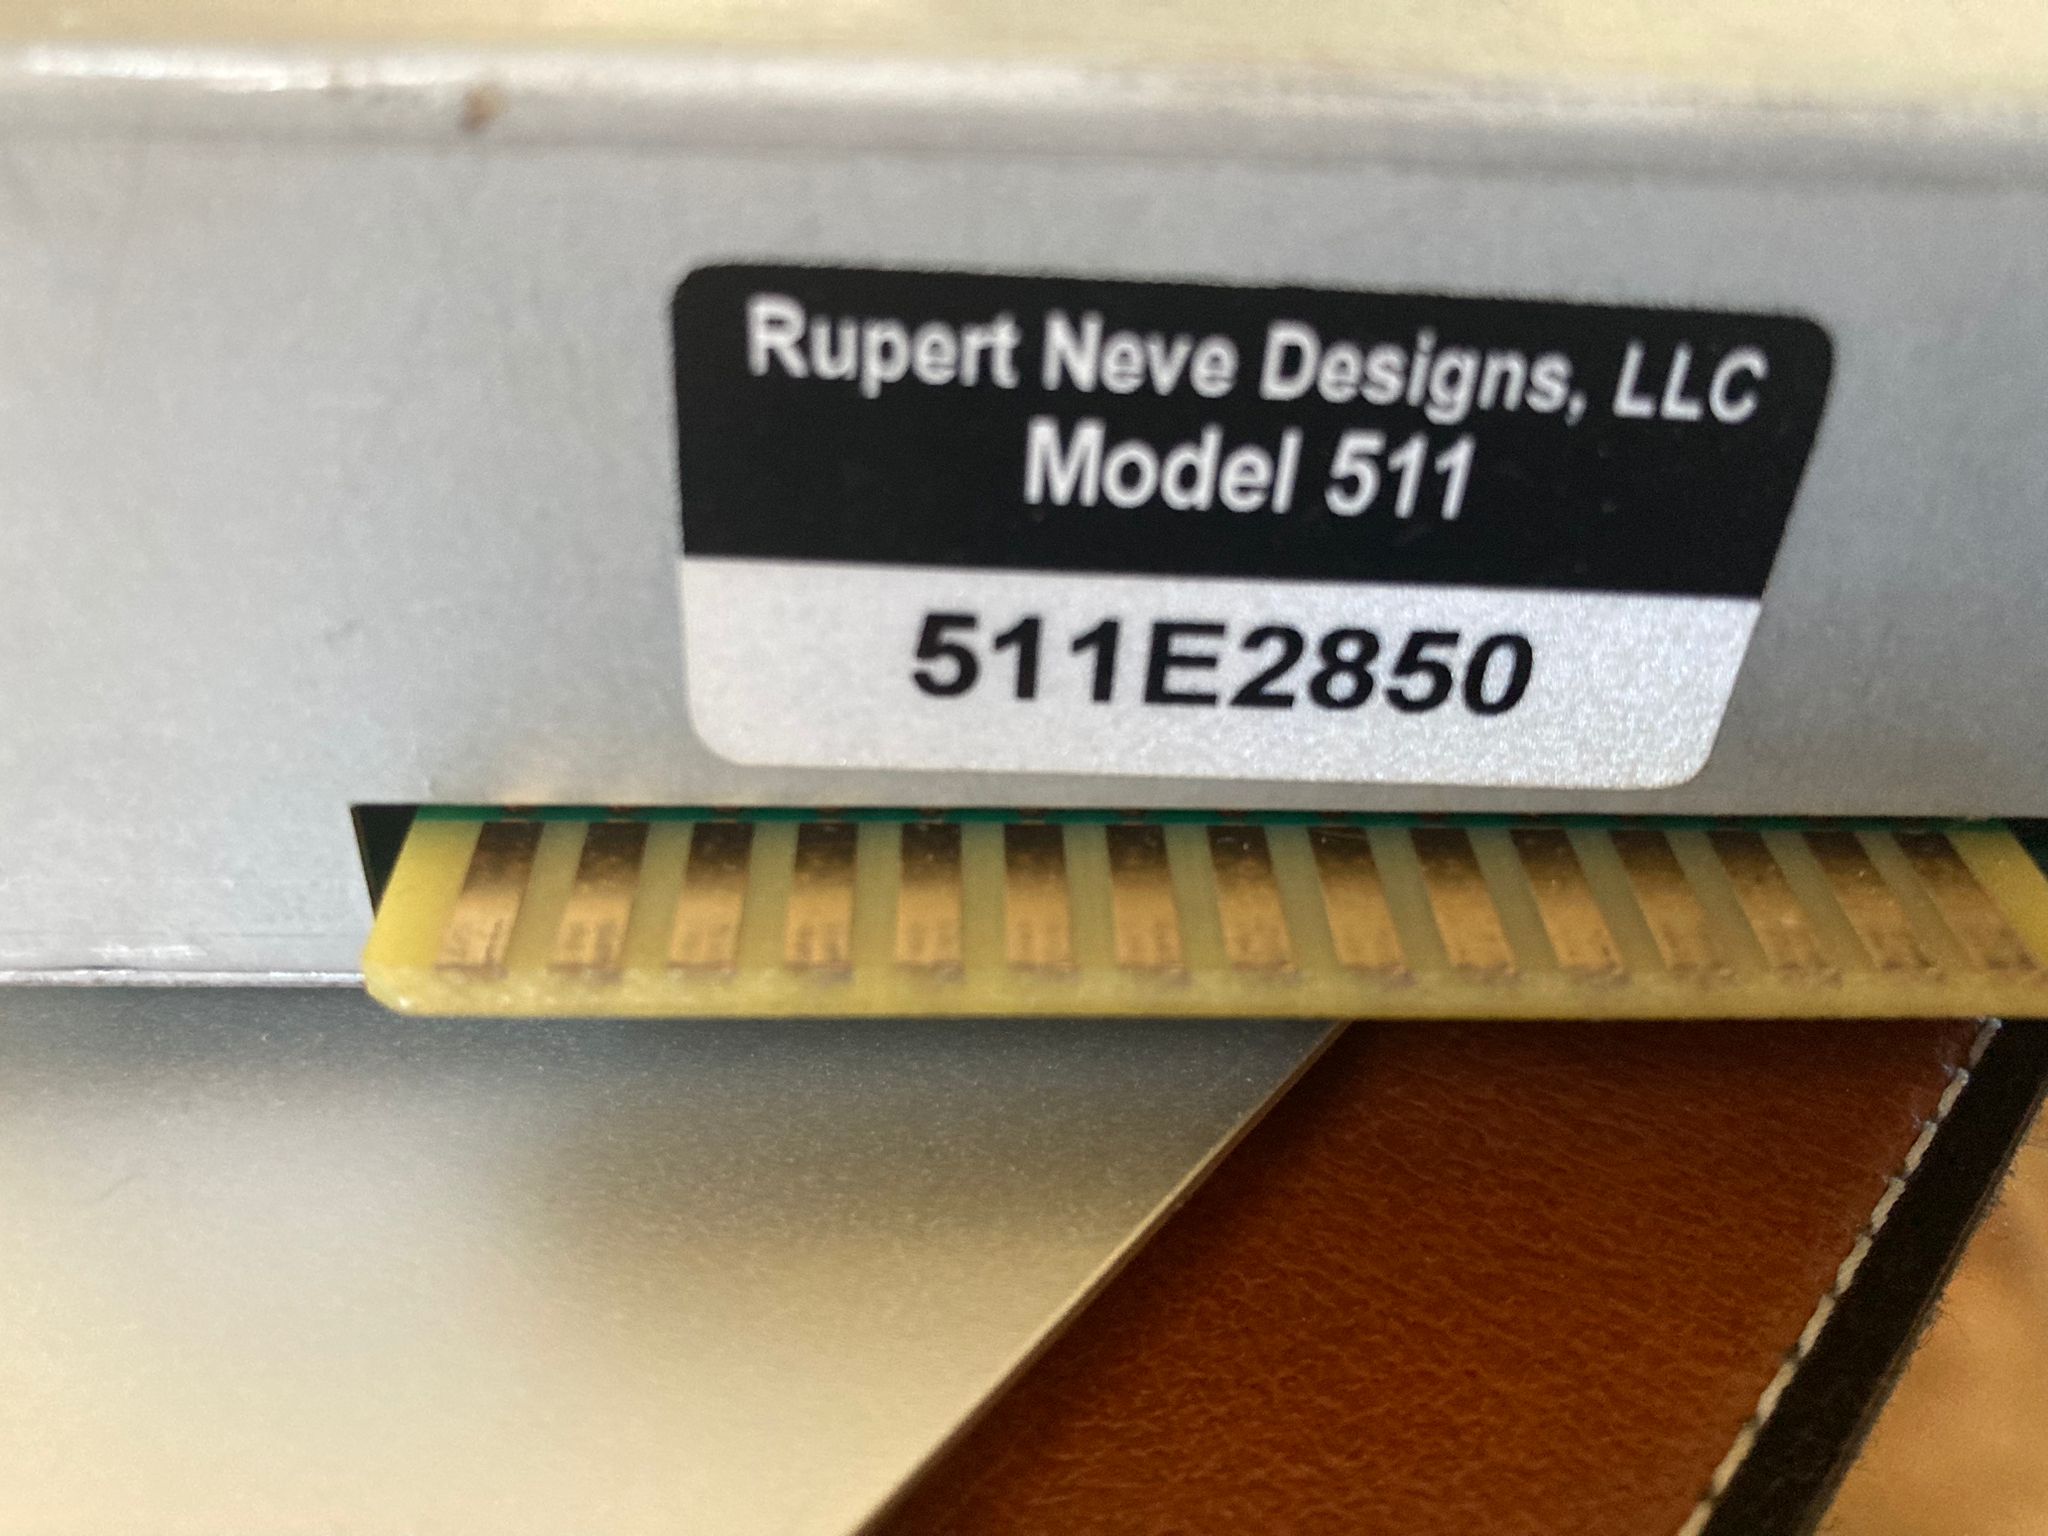 Rupert Neve Designs, LLC
Model 511
511E2850